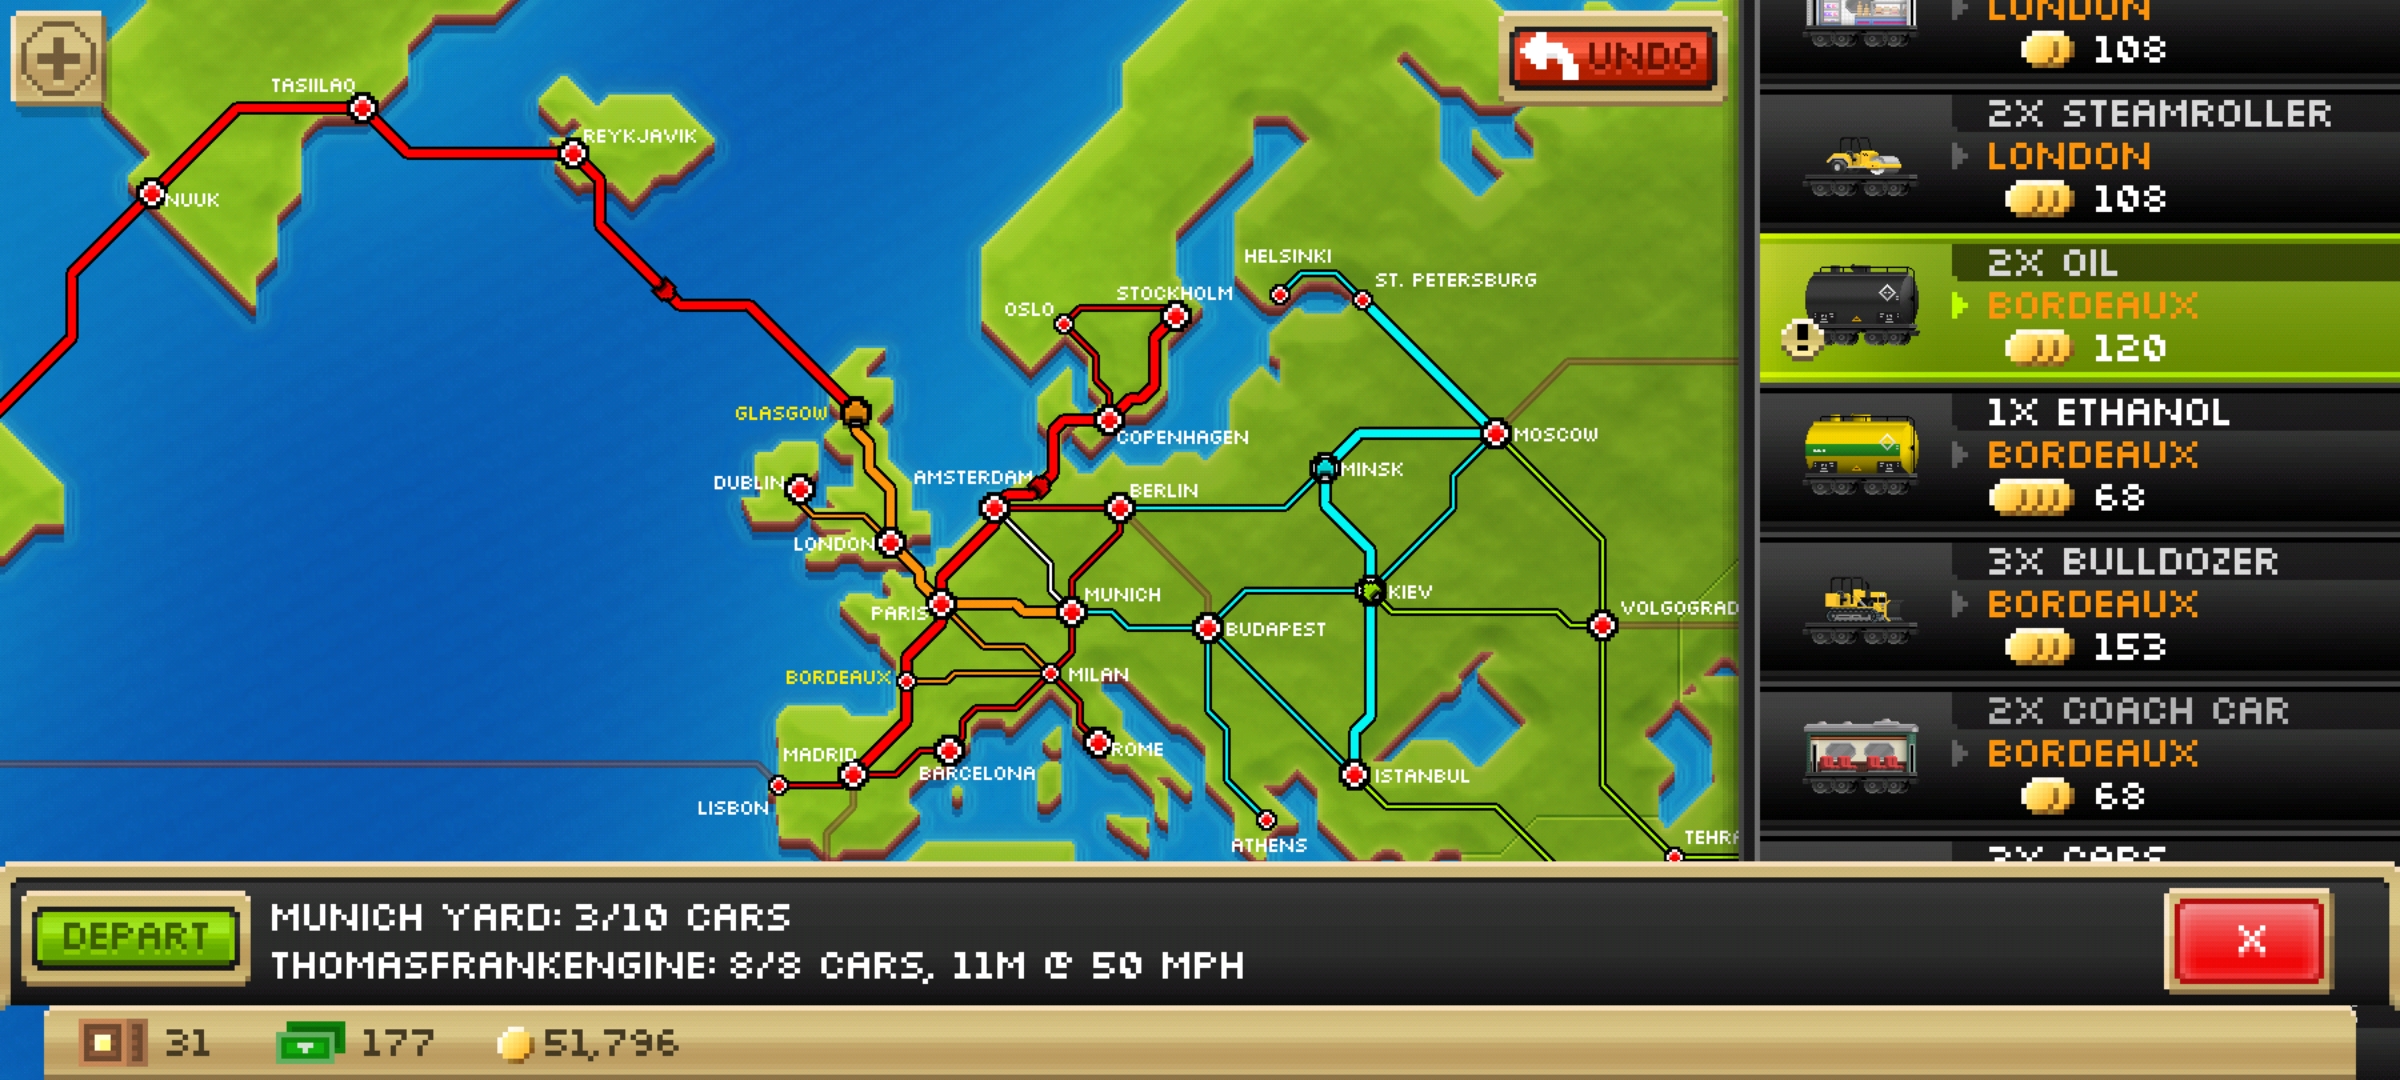 TASIILAQ
REYKJAVIK
NUUK
UNDO
HELSINKI
ST. PETERSBURG
STOCKHOLM
OSLO
GLASGOW
COPENHAGEN
MOSCOW
DUBLIN
AMSTERDAM
BERLIN
MINSK
LONDON
PARIS
MUNICH
KIEV
VOLGOGRAD
BUDAPEST
BORDEAUX
MILAN
MADRID
BARCELONA
ROME
ISTANBUL
LISBON
ATHENS
TEHRA
LONDON
108
2X STEAMROLLER
LONDON
108
2X OIL
BORDEAUX
120
1X ETHANOL
BORDEAUX
68
3X BULLDOZER
BORDEAUX
153
2X COACH CAR
BORDEAUX
68
CARS
DEPART
MUNICH YARD: 3/10 CARS
THOMASFRANKENGINE: 8/8 CARS, 11M @ 50 MPH
X
31
177
51,796